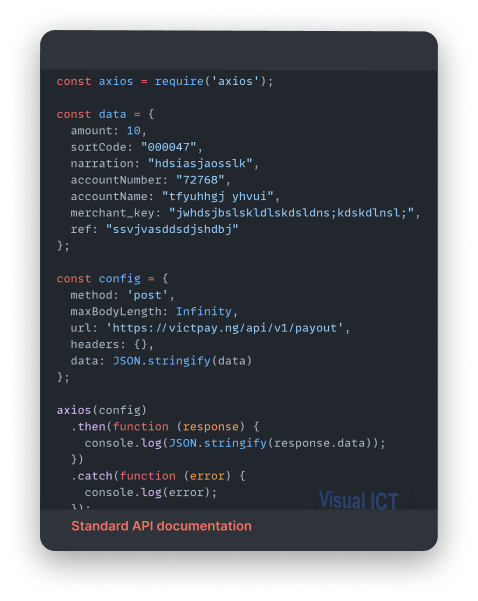 const axios = require('axios');
const data = {
amount: 10,
sortCode: "000047",
narration: "hdsiasjaosslk",
accountNumber: "72768",
accountName: "tfyuhhgj yhvui",
merchant_key: "jwhdsjbslskldlskdsldns;kdskdlnsl;",
ref: "ssvjvasddsdjshdbj"
};
const config = {
method: 'post',
maxBodyLength: Infinity,
url: 'https://victpay.ng/api/v1/payout',
headers: {},
data: JSON.stringify(data)
};
axios(config)
.then(function (response) {
console.log(JSON.stringify(response.data));
})
.catch(function (error) {
console.log(error);
});
Visual ICT
Standard API documentation